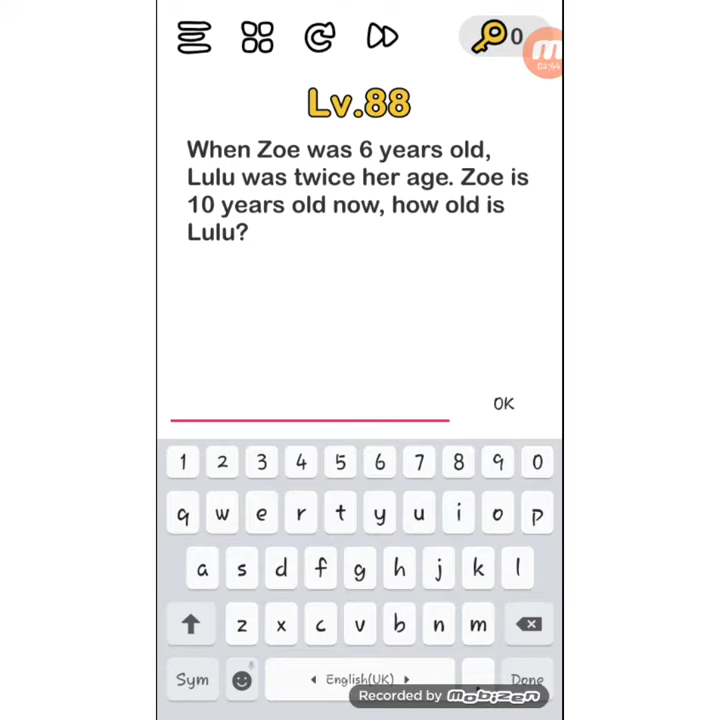 0
02:44
Lv.88
When Zoe was 6 years old,
Lulu was twice her age. Zoe is
10 years old now, how old is
Lulu?
OK
1 2 3 4 5 6 7 8 9 0
q w e r t y u i o p
a s d f g h j k l
z x c v b n m
Sym English(UK) Done
Recorded by mobizen